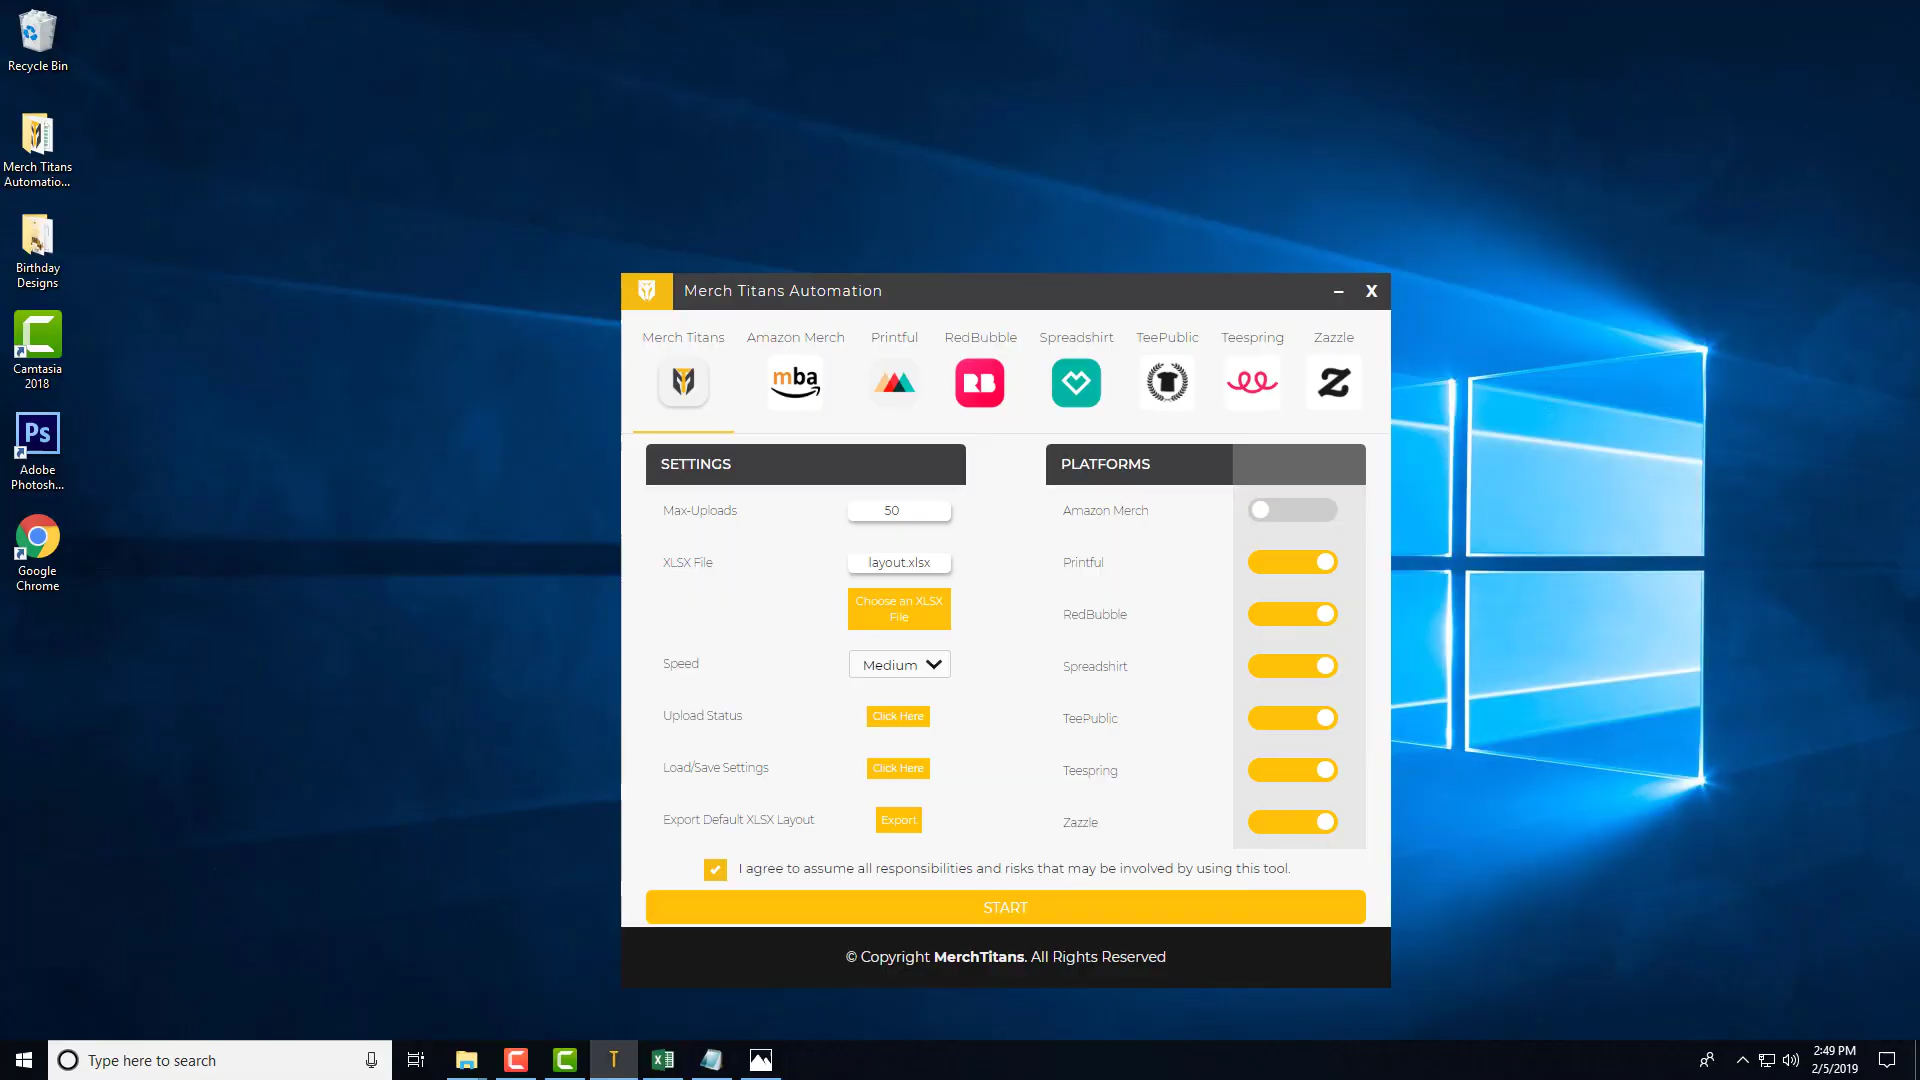 Recycle Bin
Merch Titans
Automatio...
Birthday
Designs
Camtasia
2018
Ps
Adobe
Photosh...
Google
Chrome
Merch Titans Automation
X
Merch Titans Amazon Merch Printful RedBubble Spreadshirt TeePublic Teespring Zazzle
mba RB Z
SETTINGS
Max-Uploads 50
XLSX File layout.xlsx
Choose an XLSX
File
Speed Medium
Upload Status Click Here
Load/Save Settings Click Here
Export Default XLSX Layout Export
PLATFORMS
Amazon Merch
Printful
RedBubble
Spreadshirt
TeePublic
Teespring
Zazzle
I agree to assume all responsibilities and risks that may be involved by using this tool.
START
© Copyright MerchTitans. All Rights Reserved
Type here to search
T
2:49 PM
2/5/2019